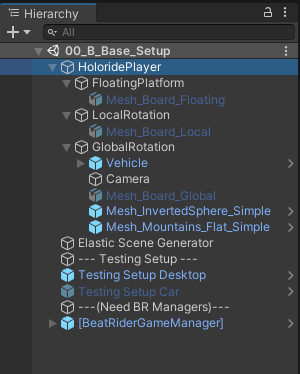 Hierarchy
All
00_B_Base_Setup
HoloridePlayer
FloatingPlatform
Mesh_Board_Floating
LocalRotation
Mesh_Board_Local
GlobalRotation
Vehicle
Camera
Mesh_Board_Global
Mesh_InvertedSphere_Simple
Mesh_Mountains_Flat_Simple
Elastic Scene Generator
--- Testing Setup ---
Testing Setup Desktop
Testing Setup Car
---(Need BR Managers)---
[BeatRiderGameManager]